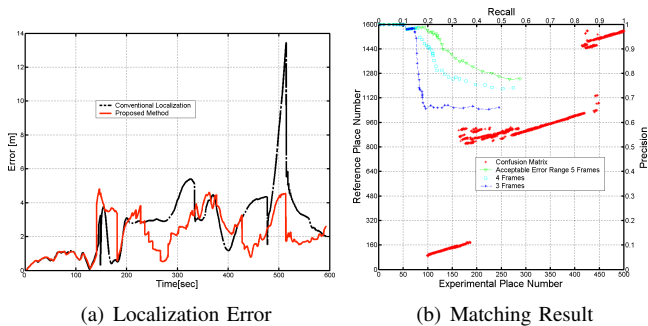 14
12
10
8
6
4
2
0
0
100
200
300
400
500
600
Error [m]
Time[sec]
Conventional Localization
Proposed Method
(a) Localization Error
Recall
0 0.1 0.2 0.3 0.4 0.5 0.6 0.7 0.8 0.9 1
1600
1440
1280
1120
960
800
640
480
320
160
0
Reference Place Number
1
0.9
0.8
0.7
0.6
0.5
0.4
0.3
0.2
0.1
0
Precision
Confusion Matrix
Acceptable Error Range 5 Frames
4 Frames
3 Frames
0 50 100 150 200 250 300 350 400 450 500
Experimental Place Number
(b) Matching Result